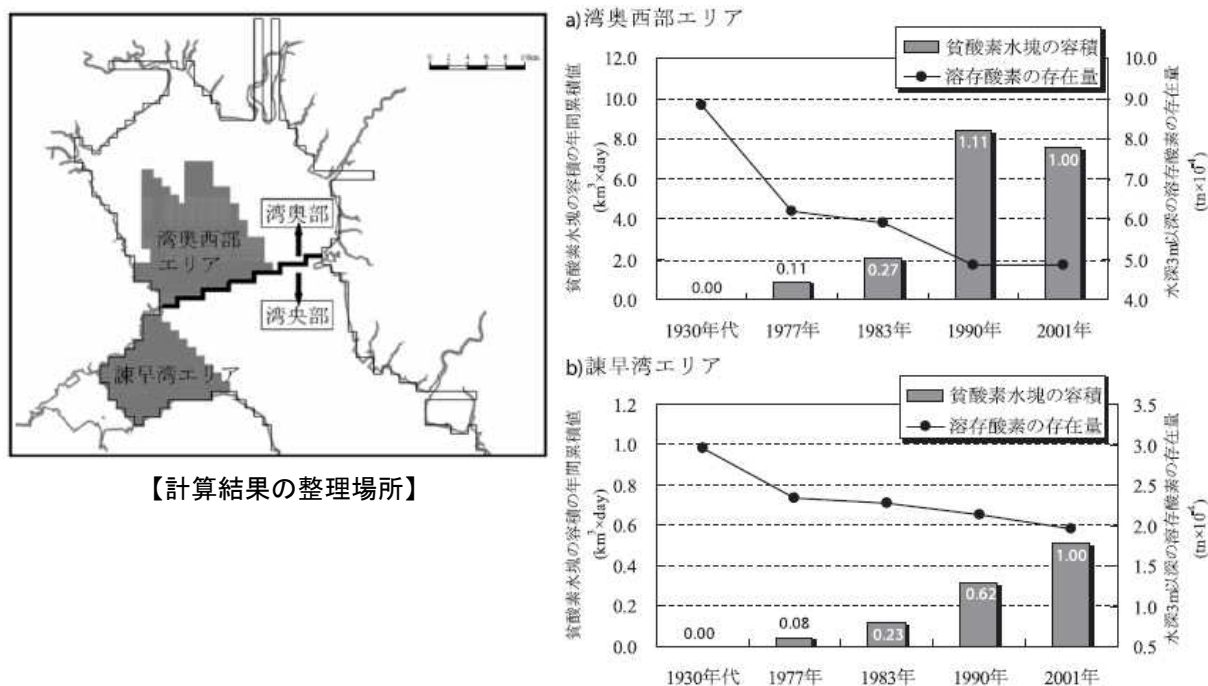 0 2 4 6 8
湾奥部
湾奥西部
エリア
湾央部
諫早湾エリア
【計算結果の整理場所】
a)湾奥西部エリア
貧酸素水塊の容積
溶存酸素の存在量
貧酸素水塊の容積の年間累積値
(km³×day)
12.0
10.0
8.0
6.0
4.0
2.0
0.0
0.00
0.11
0.27
1.11
1.00
10.0
9.0
8.0
7.0
6.0
5.0
4.0
水深3m以深の溶存酸素の存在量
1930年代 1977年 1983年 1990年 2001年
b)諫早湾エリア
貧酸素水塊の容積
溶存酸素の存在量
貧酸素水塊の容積の年間累積値
(km³×day)
1.2
1.0
0.8
0.6
0.4
0.2
0.0
0.00
0.08
0.23
0.62
1.00
3.5
3.0
2.5
2.0
1.5
1.0
0.5
水深3m以深の溶存酸素の存在量
1930年代 1977年 1983年 1990年 2001年